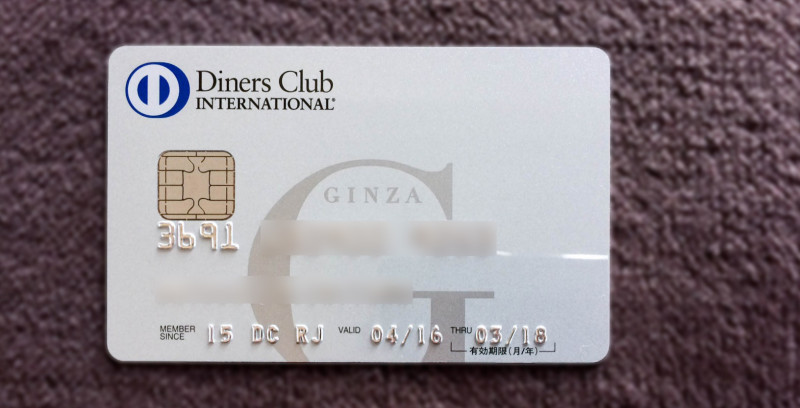 Diners Club
INTERNATIONAL®
GINZA
3691
MEMBER SINCE 15 DC RJ VALID 04/16 THRU 03/18
有効期限(月/年)